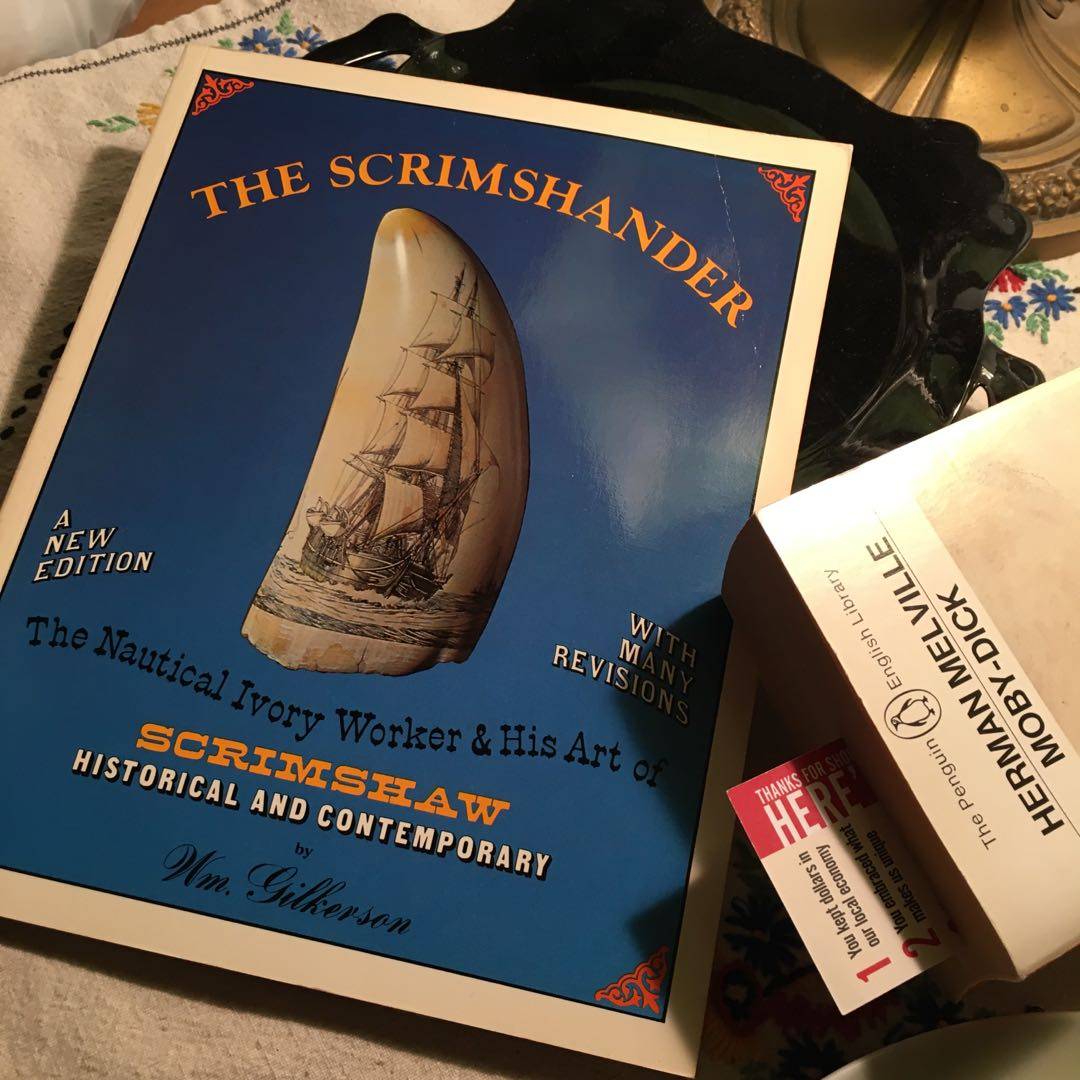 THE SCRIMSHANDER
A
NEW
EDITION
WITH
MANY
REVISIONS
The Nautical Ivory Worker & His Art of
SCRIMSHAW
HISTORICAL AND CONTEMPORARY
by
Wm. Gilkerson
HERMAN MELVILLE
MOBY-DICK
The Penguin English Library
THANKS FOR
HERE
1 You kept dollars in
our local economy
2 You embraced what
makes us unique